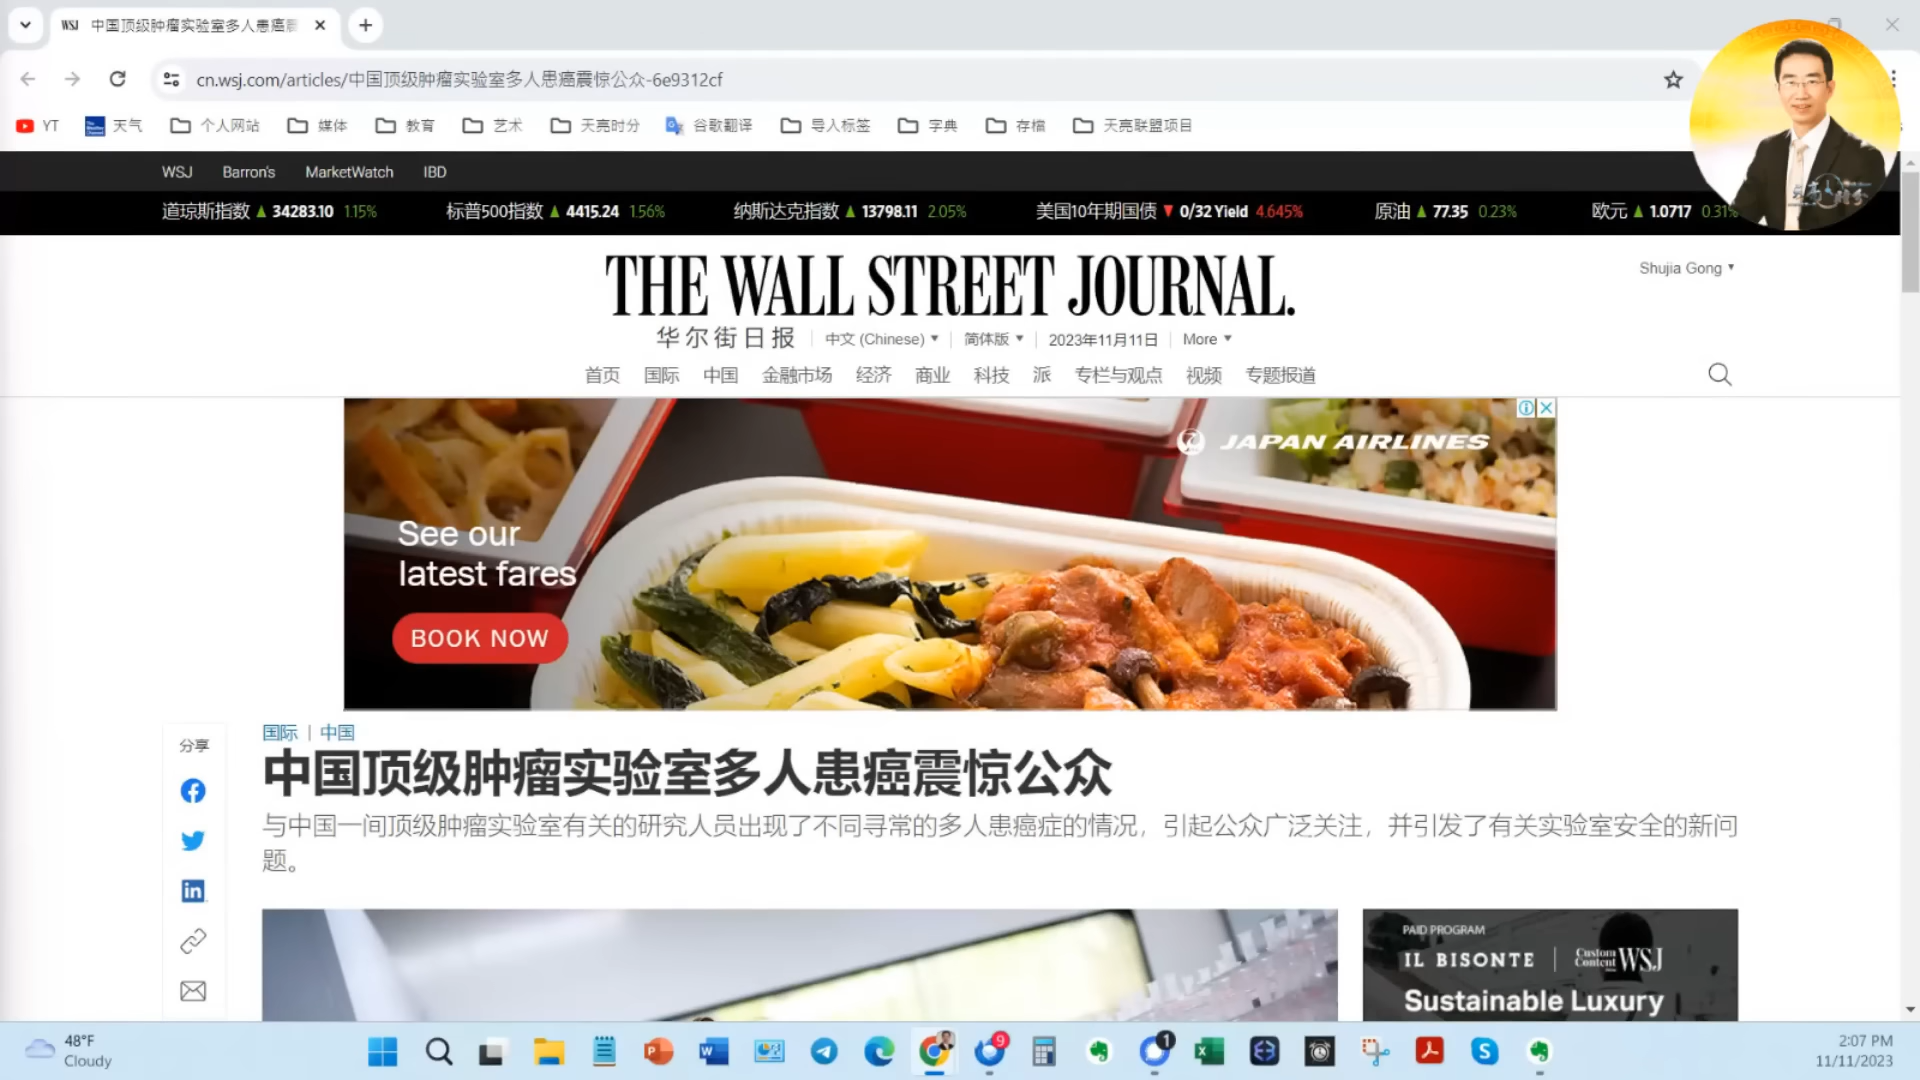 WSJ 中国顶级肿瘤实验室多人患癌震
cn.wsj.com/articles/中国顶级肿瘤实验室多人患癌震惊公众-6e9312cf
YT 天气 个人网站 媒体 教育 艺术 天亮时分 谷歌翻译 导入标签 字典 存檔 天亮联盟项目
WSJ Barron's MarketWatch IBD
道琼斯指数 ▲ 34283.10 1.15% 标普500指数 ▲ 4415.24 1.56% 纳斯达克指数 ▲ 13798.11 2.05% 美国10年期国债 ▼ 0/32 Yield 4.645% 原油 ▲ 77.35 0.23% 欧元 ▲ 1.0717 0.31%
THE WALL STREET JOURNAL.
Shujia Gong
华尔街日报 中文 (Chinese) 简体版 2023年11月11日 More
首页 国际 中国 金融市场 经济 商业 科技 派 专栏与观点 视频 专题报道
JAPAN AIRLINES
See our
latest fares
BOOK NOW
国际 | 中国
分享
中国顶级肿瘤实验室多人患癌震惊公众
与中国一间顶级肿瘤实验室有关的研究人员出现了不同寻常的多人患癌症的情况，引起公众广泛关注，并引发了有关实验室安全的新问
题。
PAID PROGRAM
IL BISONTE | Custom Content WSJ
Sustainable Luxury
48°F
Cloudy
9
1
2:07 PM
11/11/2023